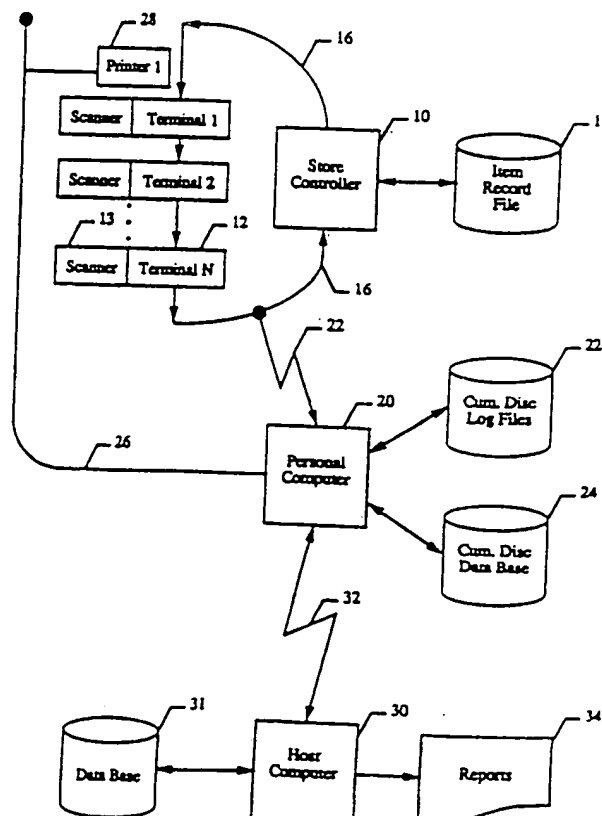 28
16
Printer 1
10
1
Scanner Terminal 1
Store
Controller
Item
Record
File
Scanner Terminal 2
13
12
Scanner Terminal N
16
22
22
20
Cum. Disc
Log Files
26
Personal
Computer
24
Cum. Disc
Data Base
32
31
30
34
Data Base
Host
Computer
Reports